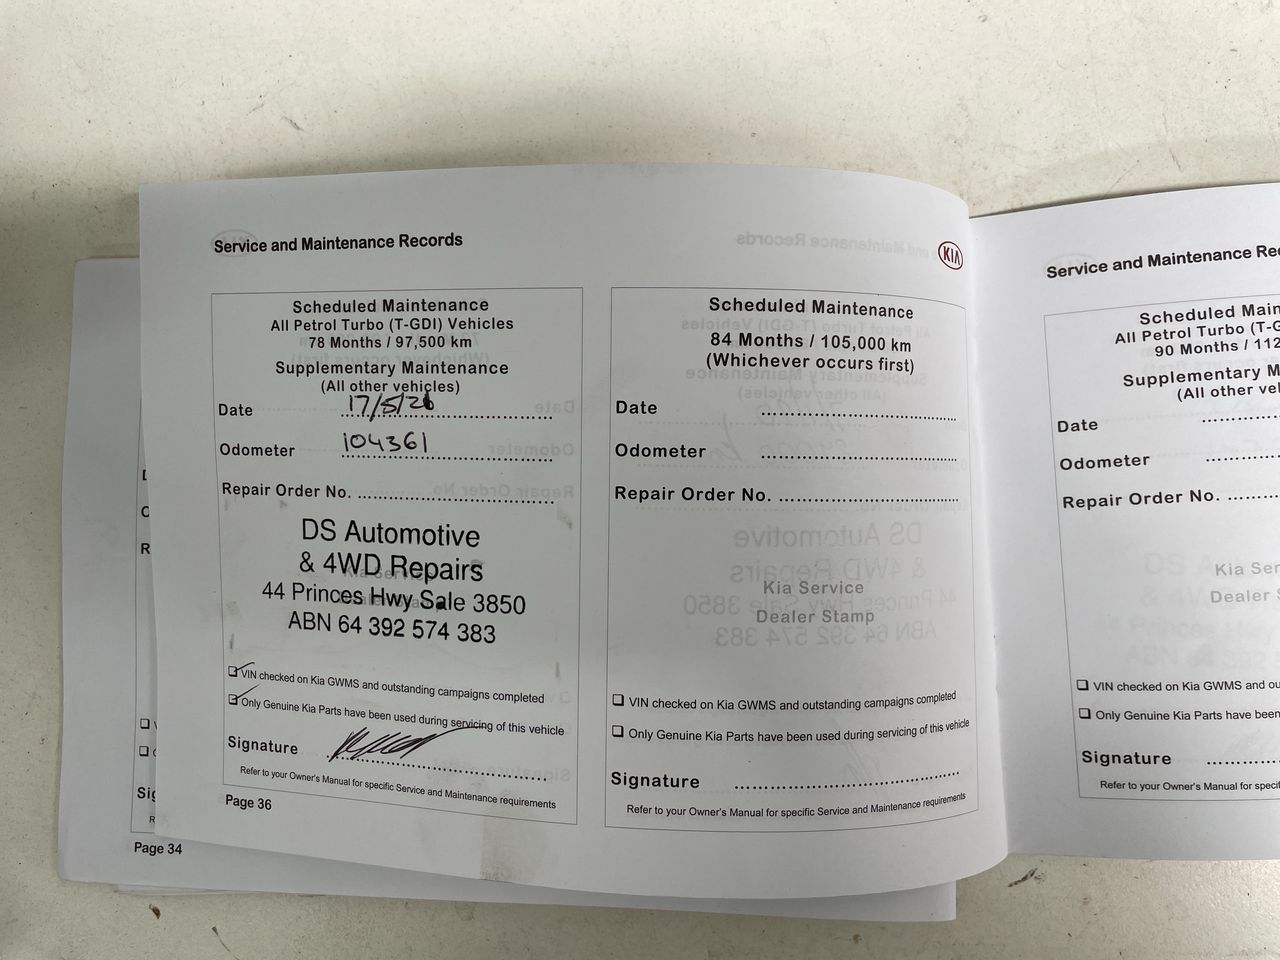 Service and Maintenance Records
KIA
Scheduled Maintenance
All Petrol Turbo (T-GDI) Vehicles
78 Months / 97,500 km
Supplementary Maintenance
(All other vehicles)
Date 17/5/26
Odometer 104361
Repair Order No.
DS Automotive
& 4WD Repairs
44 Princes Hwy Sale 3850
ABN 64 392 574 383
VIN checked on Kia GWMS and outstanding campaigns completed
Only Genuine Kia Parts have been used during servicing of this vehicle
Signature
Refer to your Owner's Manual for specific Service and Maintenance requirements
Page 36
Page 34
Scheduled Maintenance
84 Months / 105,000 km
(Whichever occurs first)
Date
Odometer
Repair Order No.
Kia Service
Dealer Stamp
VIN checked on Kia GWMS and outstanding campaigns completed
Only Genuine Kia Parts have been used during servicing of this vehicle
Signature
Refer to your Owner's Manual for specific Service and Maintenance requirements
Service and Maintenance Rec
Scheduled Main
All Petrol Turbo (T-G
90 Months / 112
Supplementary M
(All other vehicl
Date
Odometer
Repair Order No.
Kia Ser
Dealer S
VIN checked on Kia GWMS and ou
Only Genuine Kia Parts have been
Signature
Refer to your Owner's Manual for specif